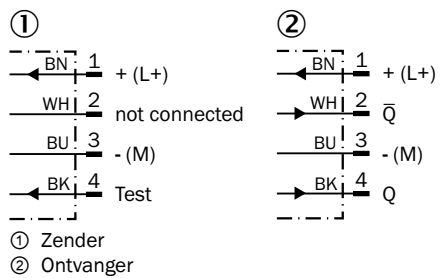 ① ②
BN 1 + (L+)
WH 2 not connected
BU 3 - (M)
BK 4 Test
BN 1 + (L+)
WH 2 Q̅
BU 3 - (M)
BK 4 Q
① Zender
② Ontvanger